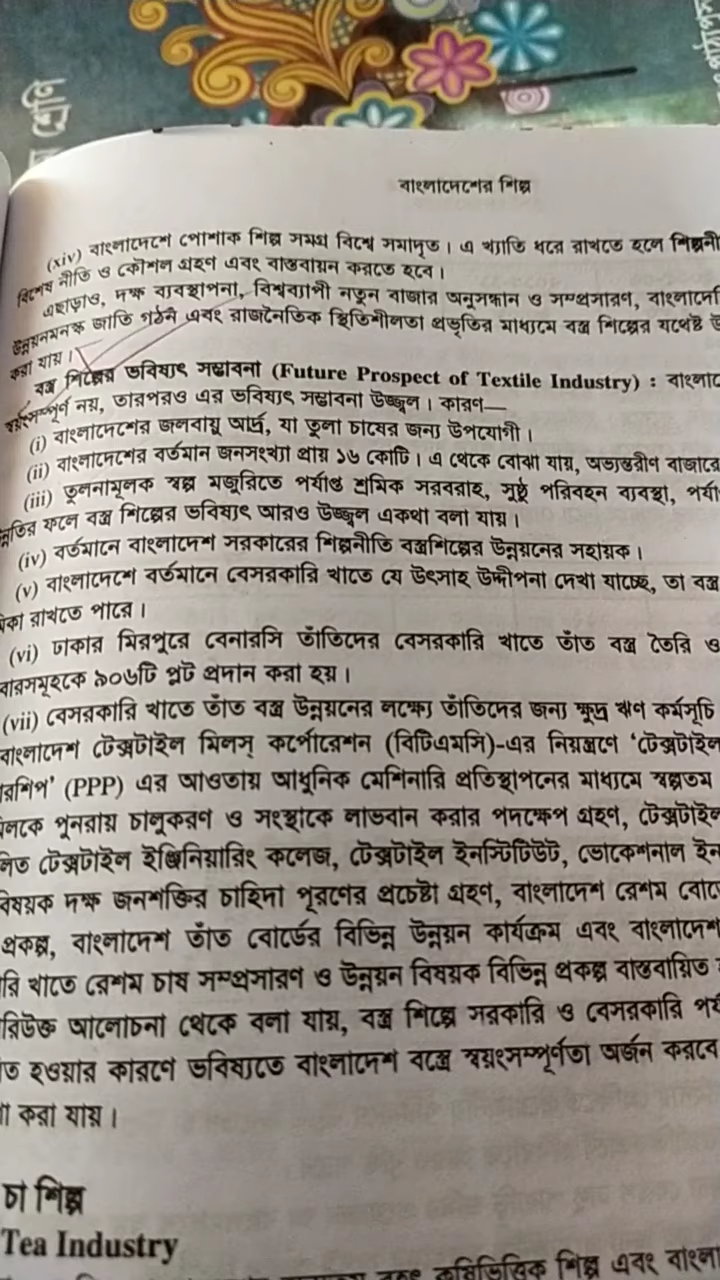 শ্রেণি
পাঠ্যপুস
বাংলাদেশের শিল্প
(xiv) বাংলাদেশে পোশাক শিল্প সমগ্র বিশ্বে সমাদৃত। এ খ্যাতি ধরে রাখতে হলে শিল্পনী
বিশেষ নীতি ও কৌশল গ্রহণ এবং বাস্তবায়ন করতে হবে।
এছাড়াও, দক্ষ ব্যবস্থাপনা, বিশ্বব্যাপী নতুন বাজার অনুসন্ধান ও সম্প্রসারণ, বাংলাদেশি
উন্নয়নমনস্ক জাতি গঠন এবং রাজনৈতিক স্থিতিশীলতা প্রভৃতির মাধ্যমে বস্ত্র শিল্পের যথেষ্ট উ
করা যায়।
বস্ত্র শিল্পের ভবিষ্যৎ সম্ভাবনা (Future Prospect of Textile Industry) : বাংলাদে
স্বয়ংসম্পূর্ণ নয়, তারপরও এর ভবিষ্যৎ সম্ভাবনা উজ্জ্বল। কারণ—
(i) বাংলাদেশের জলবায়ু আর্দ্র, যা তুলা চাষের জন্য উপযোগী।
(ii) বাংলাদেশের বর্তমান জনসংখ্যা প্রায় ১৬ কোটি। এ থেকে বোঝা যায়, অভ্যন্তরীণ বাজারে
(iii) তুলনামূলক স্বল্প মজুরিতে পর্যাপ্ত শ্রমিক সরবরাহ, সুষ্ঠু পরিবহন ব্যবস্থা, পর্যা
ন্নতির ফলে বস্ত্র শিল্পের ভবিষ্যৎ আরও উজ্জ্বল একথা বলা যায়।
(iv) বর্তমানে বাংলাদেশ সরকারের শিল্পনীতি বস্ত্রশিল্পের উন্নয়নের সহায়ক।
(v) বাংলাদেশে বর্তমানে বেসরকারি খাতে যে উৎসাহ উদ্দীপনা দেখা যাচ্ছে, তা বস্ত্র
মিকা রাখতে পারে।
(vi) ঢাকার মিরপুরে বেনারসি তাঁতিদের বেসরকারি খাতে তাঁত বস্ত্র তৈরি ও
বারসমূহকে ৯০৬টি প্লট প্রদান করা হয়।
(vii) বেসরকারি খাতে তাঁত বস্ত্র উন্নয়নের লক্ষ্যে তাঁতিদের জন্য ক্ষুদ্র ঋণ কর্মসূচি
বাংলাদেশ টেক্সটাইল মিলস্ কর্পোরেশন (বিটিএমসি)-এর নিয়ন্ত্রণে 'টেক্সটাইল
ারশিপ' (PPP) এর আওতায় আধুনিক মেশিনারি প্রতিস্থাপনের মাধ্যমে স্বল্পতম
মিলকে পুনরায় চালুকরণ ও সংস্থাকে লাভবান করার পদক্ষেপ গ্রহণ, টেক্সটাইল
লিত টেক্সটাইল ইঞ্জিনিয়ারিং কলেজ, টেক্সটাইল ইনস্টিটিউট, ভোকেশনাল ইন
বিষয়ক দক্ষ জনশক্তির চাহিদা পূরণের প্রচেষ্টা গ্রহণ, বাংলাদেশ রেশম বোর্ডে
প্রকল্প, বাংলাদেশ তাঁত বোর্ডের বিভিন্ন উন্নয়ন কার্যক্রম এবং বাংলাদেশ
রি খাতে রেশম চাষ সম্প্রসারণ ও উন্নয়ন বিষয়ক বিভিন্ন প্রকল্প বাস্তবায়িত
রিউক্ত আলোচনা থেকে বলা যায়, বস্ত্র শিল্পে সরকারি ও বেসরকারি পর্য
ত হওয়ার কারণে ভবিষ্যতে বাংলাদেশ বস্ত্রে স্বয়ংসম্পূর্ণতা অর্জন করবে
া করা যায়।
চা শিল্প
Tea Industry
কৃষিভিত্তিক শিল্প এবং বাংলা